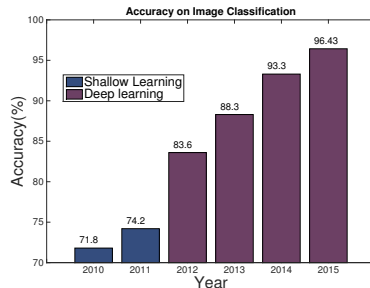 Accuracy on Image Classification
100
95
90
85
80
75
70
Accuracy(%)
Shallow Learning
Deep learning
71.8
74.2
83.6
88.3
93.3
96.43
2010 2011 2012 2013 2014 2015
Year